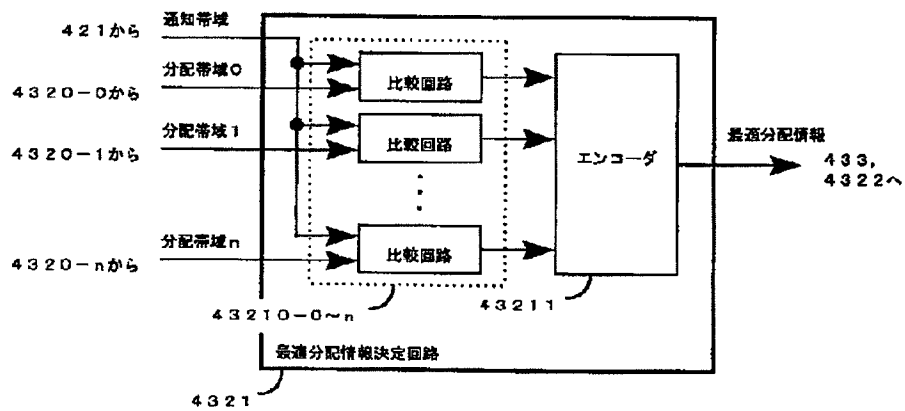 通知帯域
421から
分配帯域0
4320-0から
分配帯域1
4320-1から
分配帯域n
4320-nから
比較回路
比較回路
比較回路
エンコーダ
最適分配情報
433,
4322へ
43210-0~n
43211
最適分配情報決定回路
4321